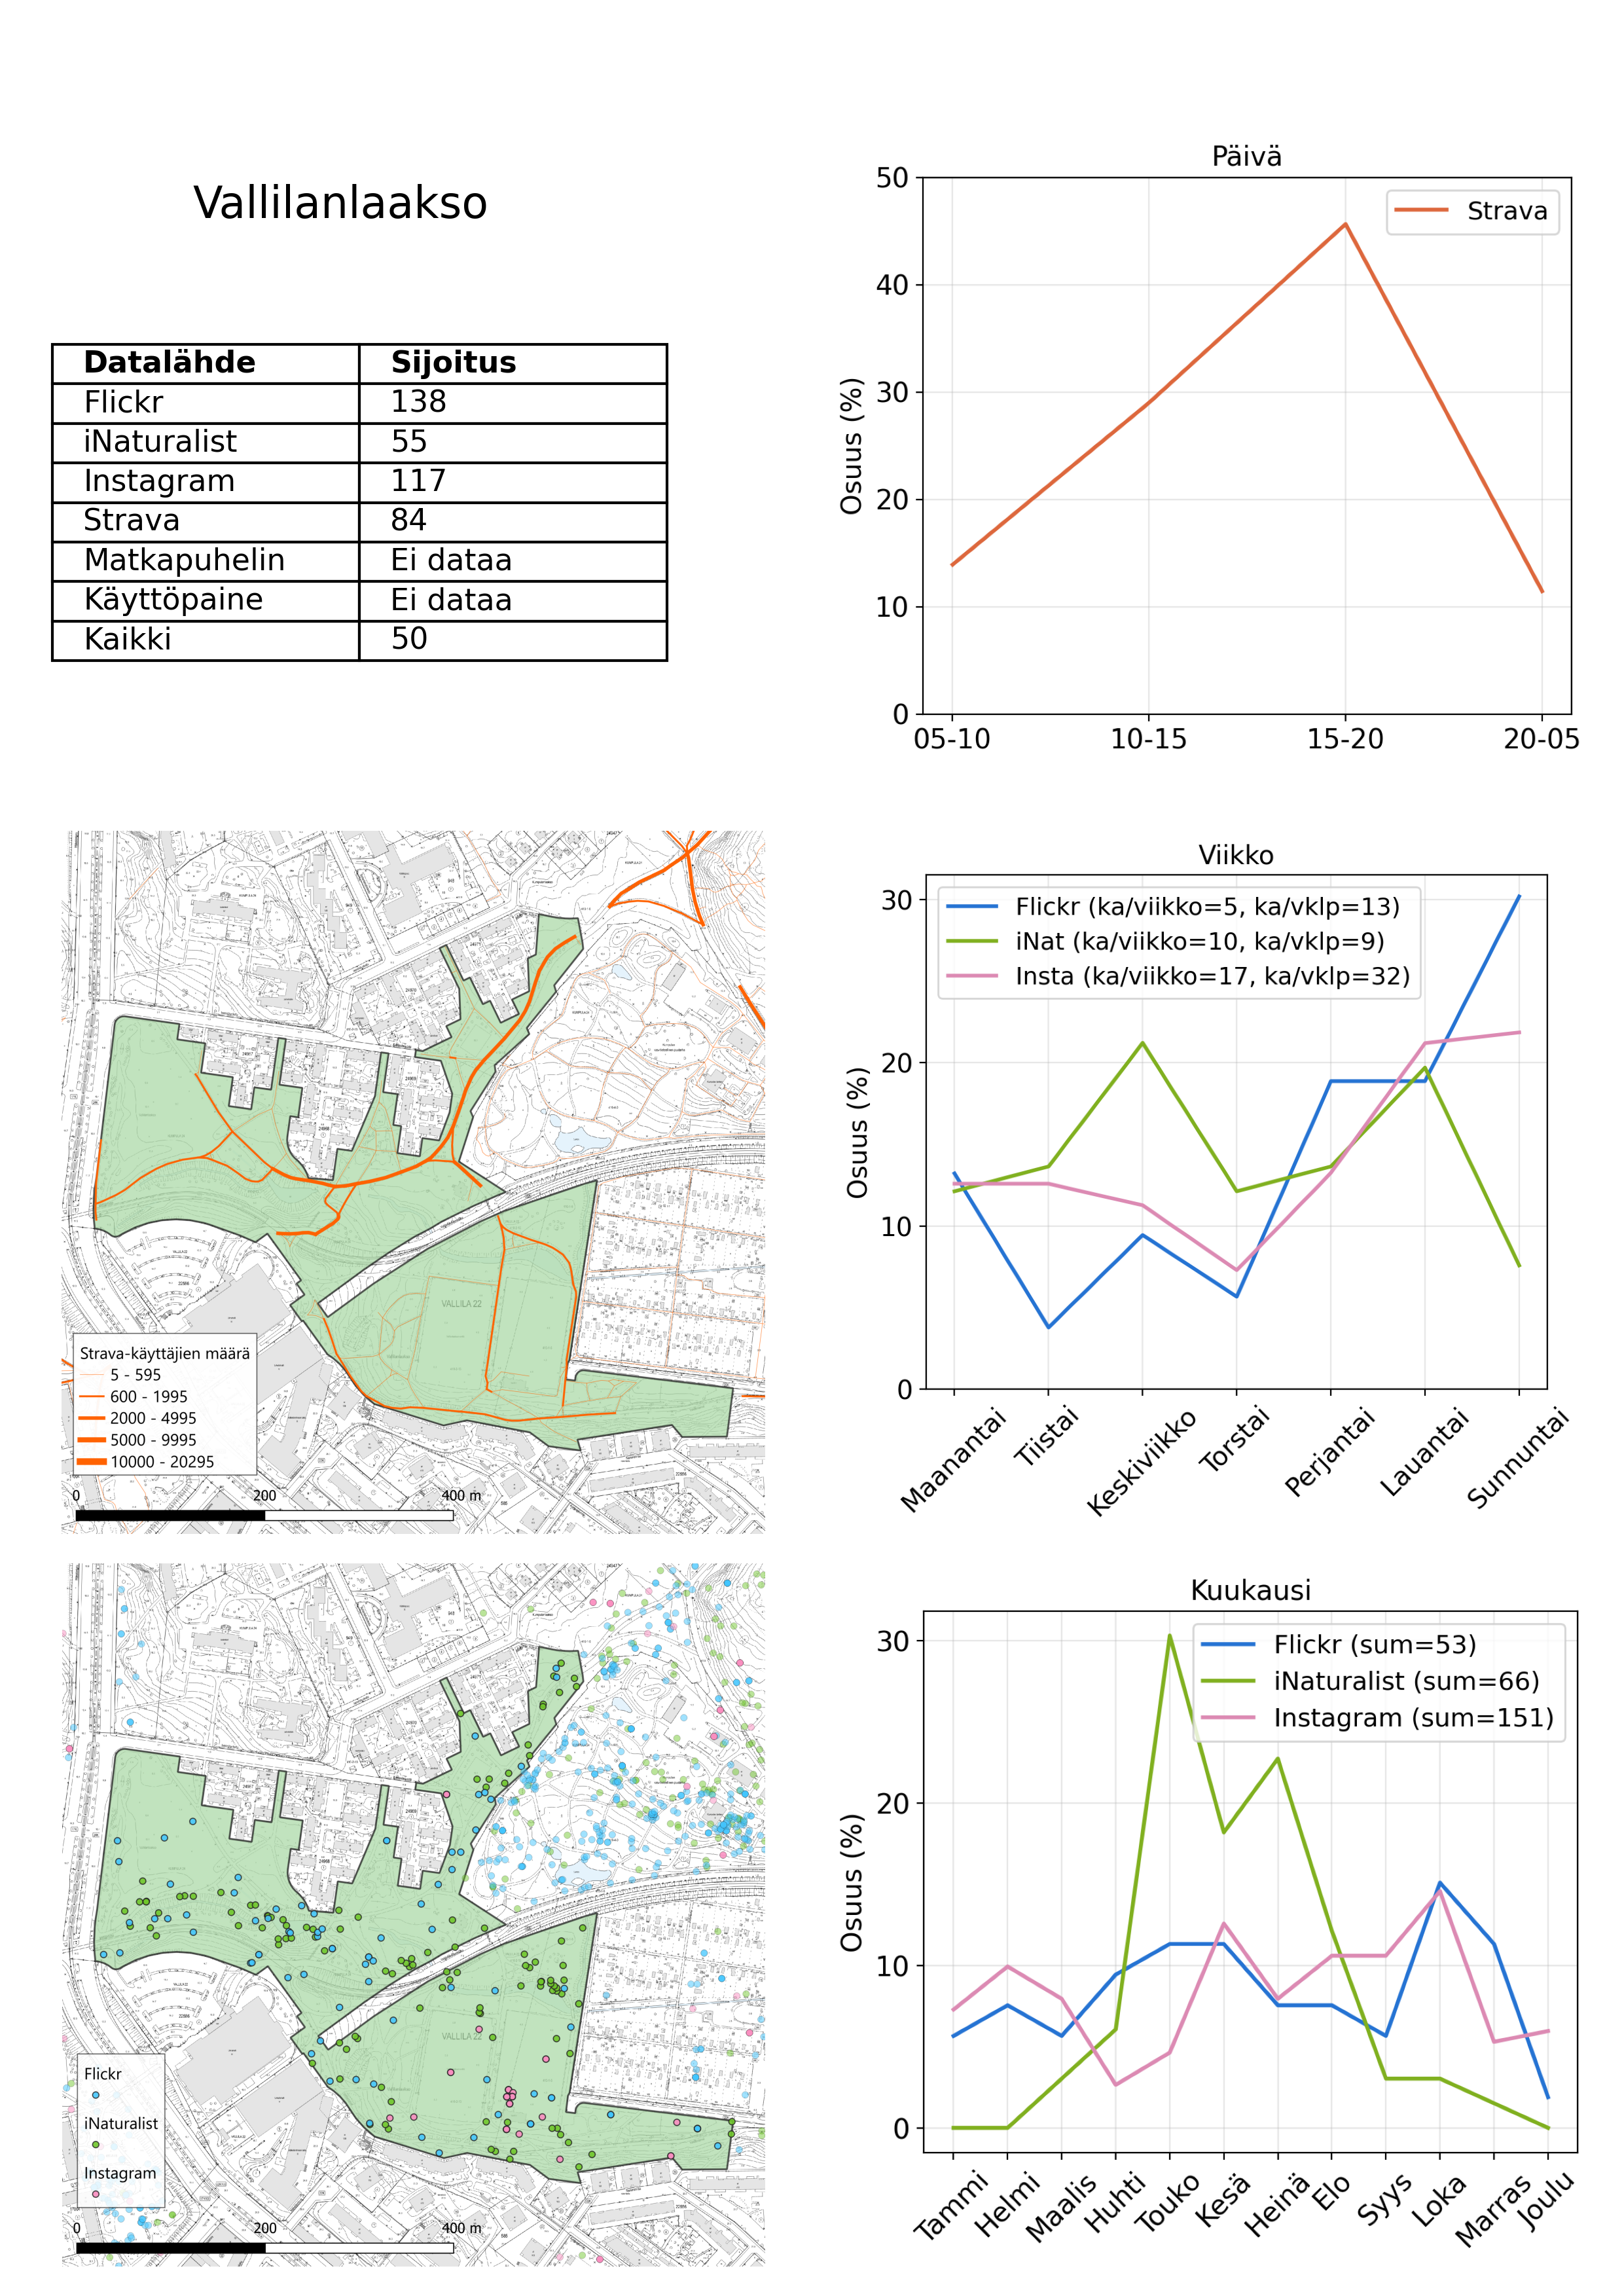 Vallilanlaakso
Datalähde Sijoitus
Flickr 138
iNaturalist 55
Instagram 117
Strava 84
Matkapuhelin Ei dataa
Käyttöpaine Ei dataa
Kaikki 50
Päivä
Strava
Osuus (%)
50
40
30
20
10
0
05-10 10-15 15-20 20-05
VALLILA 22
Strava-käyttäjien määrä
5 - 595
600 - 1995
2000 - 4995
5000 - 9995
10000 - 20295
0 200 400 m
Viikko
Flickr (ka/viikko=5, ka/vklp=13)
iNat (ka/viikko=10, ka/vklp=9)
Insta (ka/viikko=17, ka/vklp=32)
Osuus (%)
30
20
10
0
Maanantai Tiistai Keskiviikko Torstai Perjantai Lauantai Sunnuntai
VALLILA 22
Flickr
iNaturalist
Instagram
0 200 400 m
Kuukausi
Flickr (sum=53)
iNaturalist (sum=66)
Instagram (sum=151)
Osuus (%)
30
20
10
0
Tammi Helmi Maalis Huhti Touko Kesä Heinä Elo Syys Loka Marras Joulu